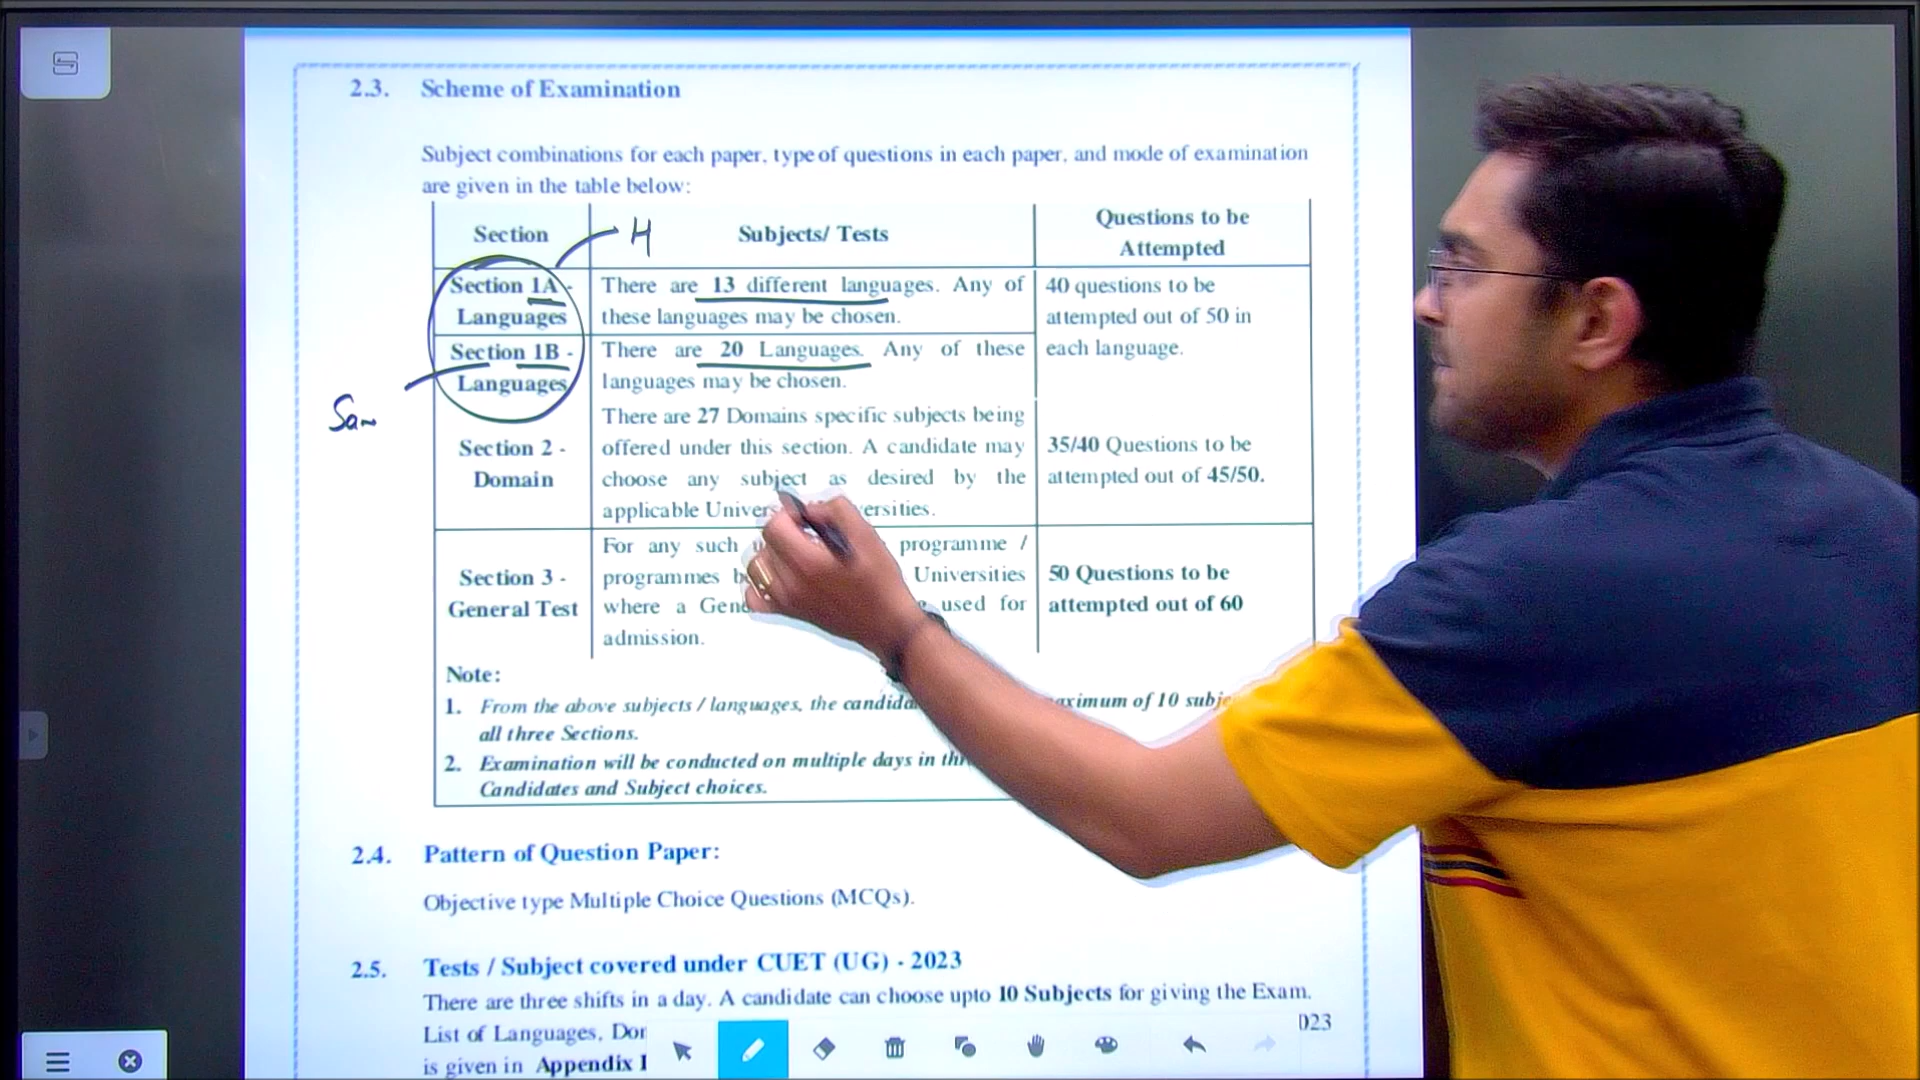 2.3. Scheme of Examination
Subject combinations for each paper, type of questions in each paper, and mode of examination
are given in the table below:
Section
H
Subjects/ Tests
Questions to be
Attempted
Section 1A -
Languages
There are 13 different languages. Any of
these languages may be chosen.
40 questions to be
attempted out of 50 in
each language.
Section 1B -
Languages
There are 20 Languages. Any of these
languages may be chosen.
San
Section 2 -
Domain
There are 27 Domains specific subjects being
offered under this section. A candidate may
choose any subject as desired by the
applicable
35/40 Questions to be
attempted out of 45/50.
Section 3 -
General Test
For any such programme /
programmes Universities
where a used for
admission.
50 Questions to be
attempted out of 60
Note:
1. From the above subjects / languages, the maximum of 10
all three Sections.
2. Examination will be conducted on multiple days in
Candidates and Subject choices.
2.4. Pattern of Question Paper:
Objective type Multiple Choice Questions (MCQs).
2.5. Tests / Subject covered under CUET (UG) - 2023
There are three shifts in a day. A candidate can choose upto 10 Subjects for giving the Exam.
List of Languages,
is given in Appendix I